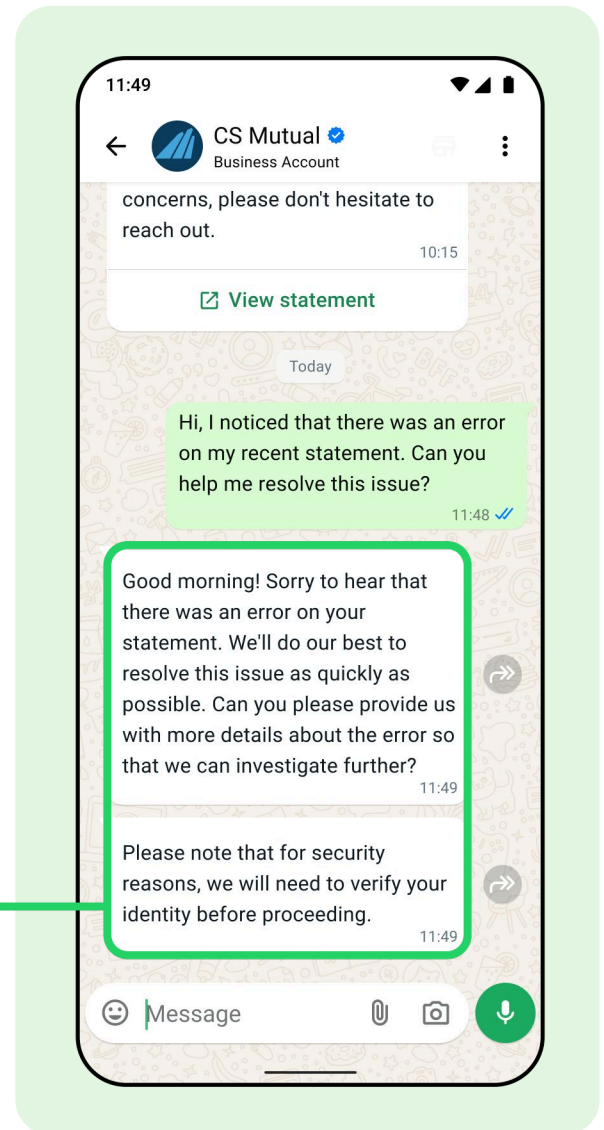 11:49
CS Mutual
Business Account
concerns, please don't hesitate to
reach out.
10:15
View statement
Today
Hi, I noticed that there was an error
on my recent statement. Can you
help me resolve this issue?
11:48
Good morning! Sorry to hear that
there was an error on your
statement. We'll do our best to
resolve this issue as quickly as
possible. Can you please provide us
with more details about the error so
that we can investigate further?
11:49
Please note that for security
reasons, we will need to verify your
identity before proceeding.
11:49
Message